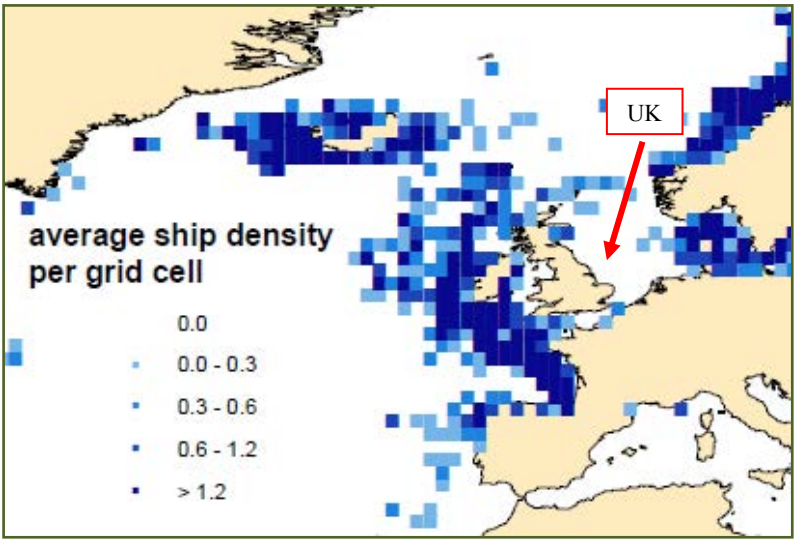 UK
average ship density
per grid cell
0.0
0.0 - 0.3
0.3 - 0.6
0.6 - 1.2
> 1.2